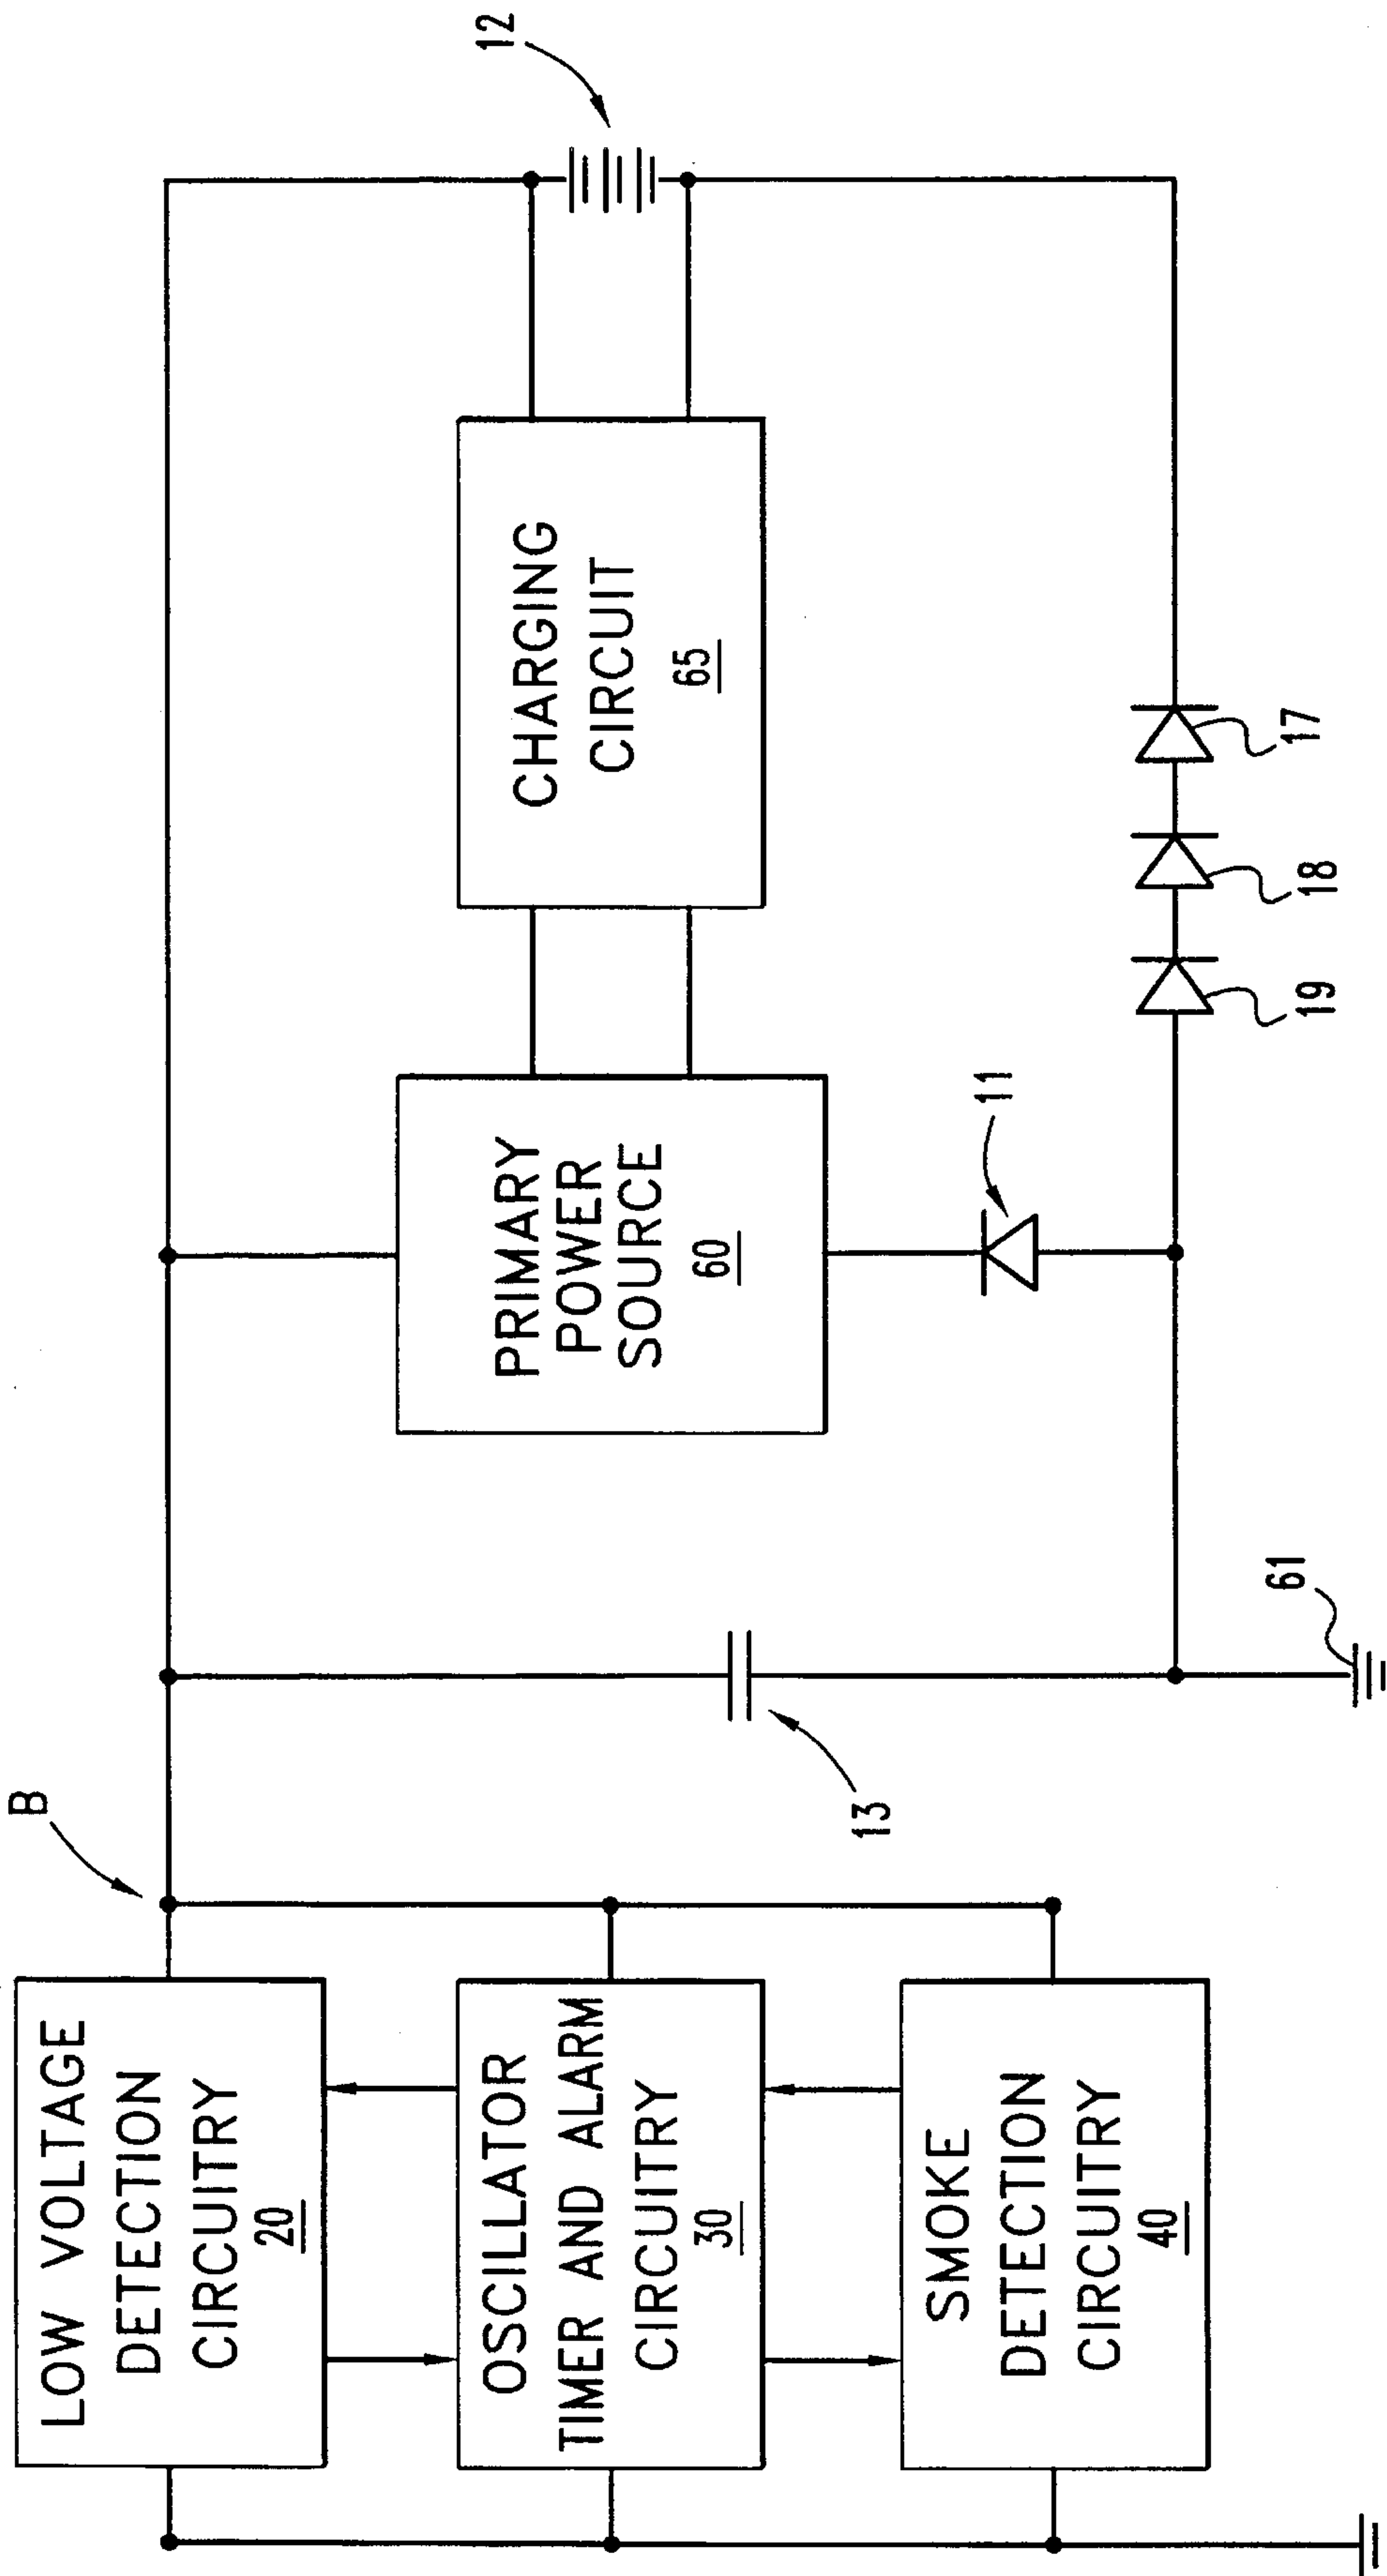 B
LOW VOLTAGE
DETECTION
CIRCUITRY
20
OSCILLATOR
TIMER AND ALARM
CIRCUITRY
30
SMOKE
DETECTION
CIRCUITRY
40
13
61
PRIMARY
POWER
SOURCE
60
11
CHARGING
CIRCUIT
65
12
19
18
17